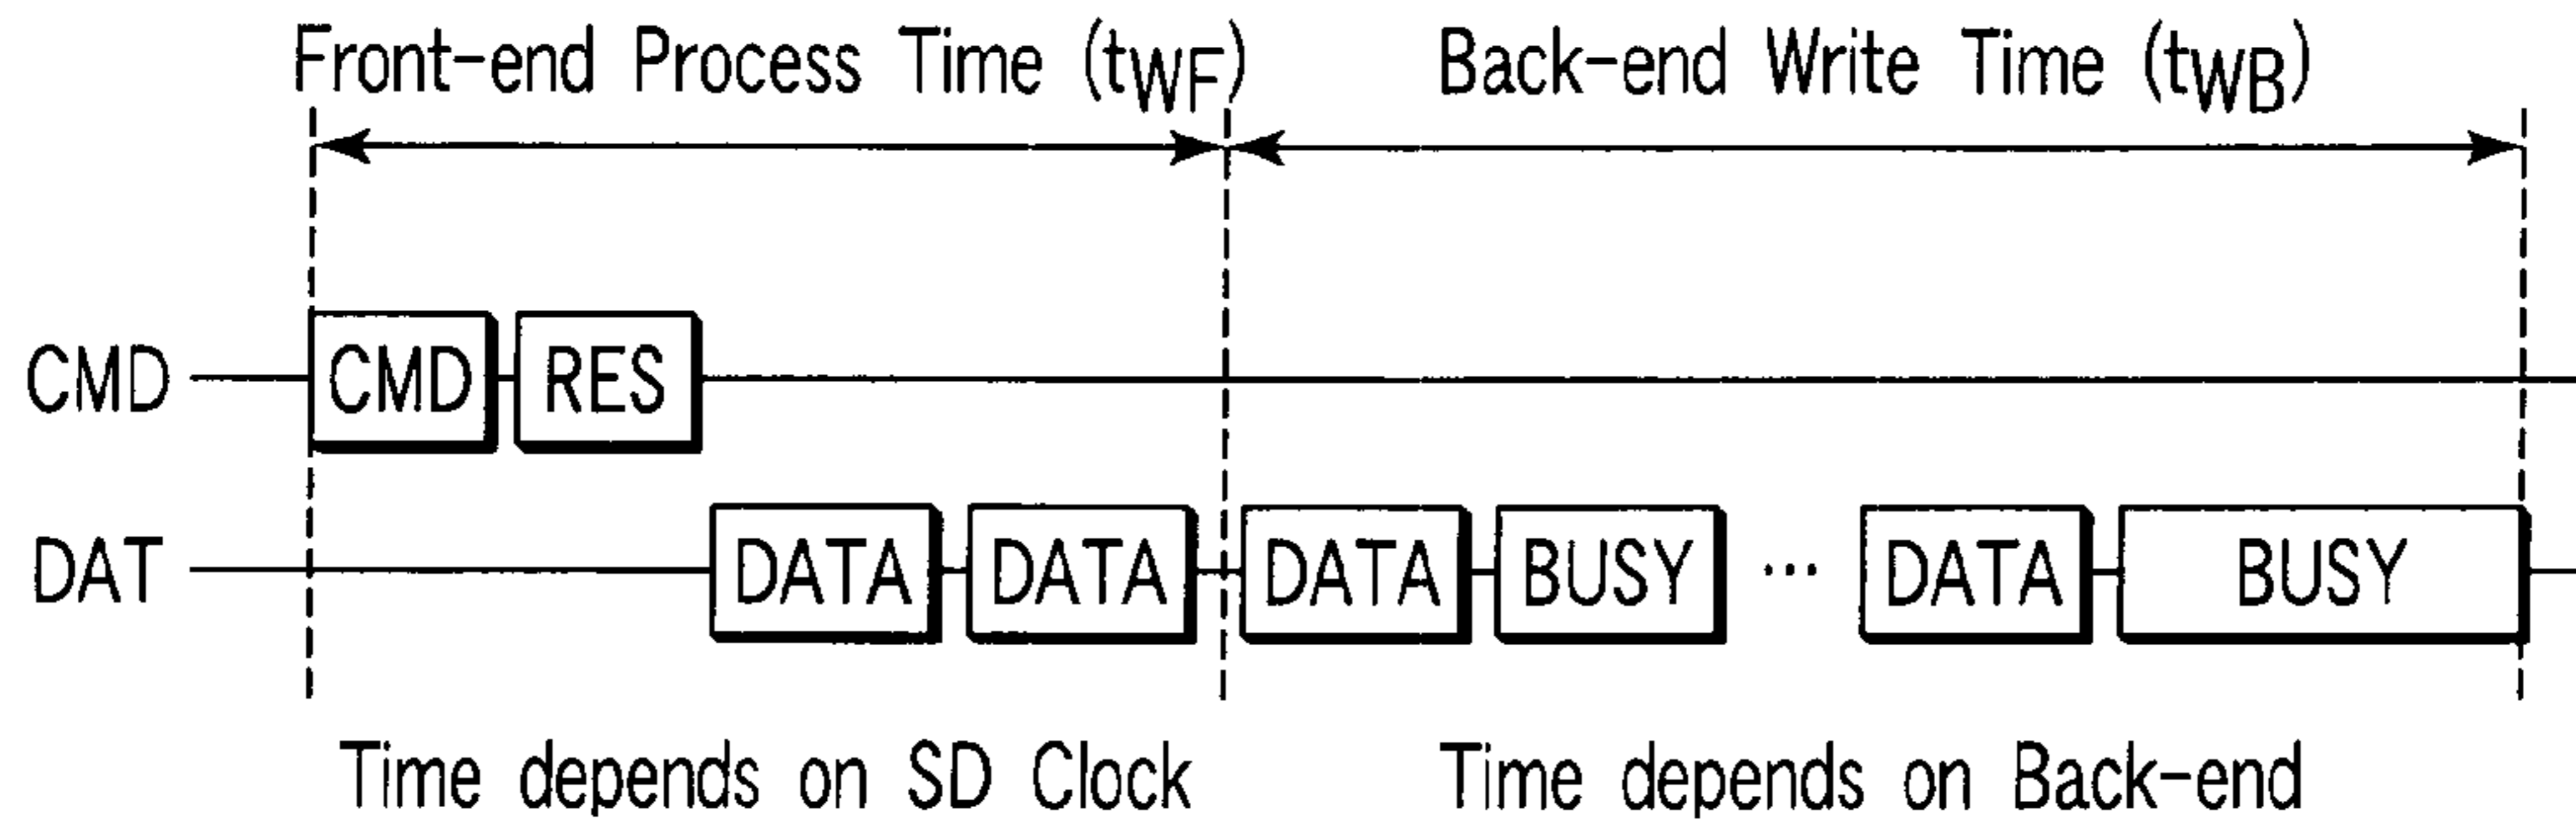 Front-end Process Time (tWF) Back-end Write Time (tWB)
CMD CMD RES
DAT DATA DATA DATA BUSY ... DATA BUSY
Time depends on SD Clock Time depends on Back-end